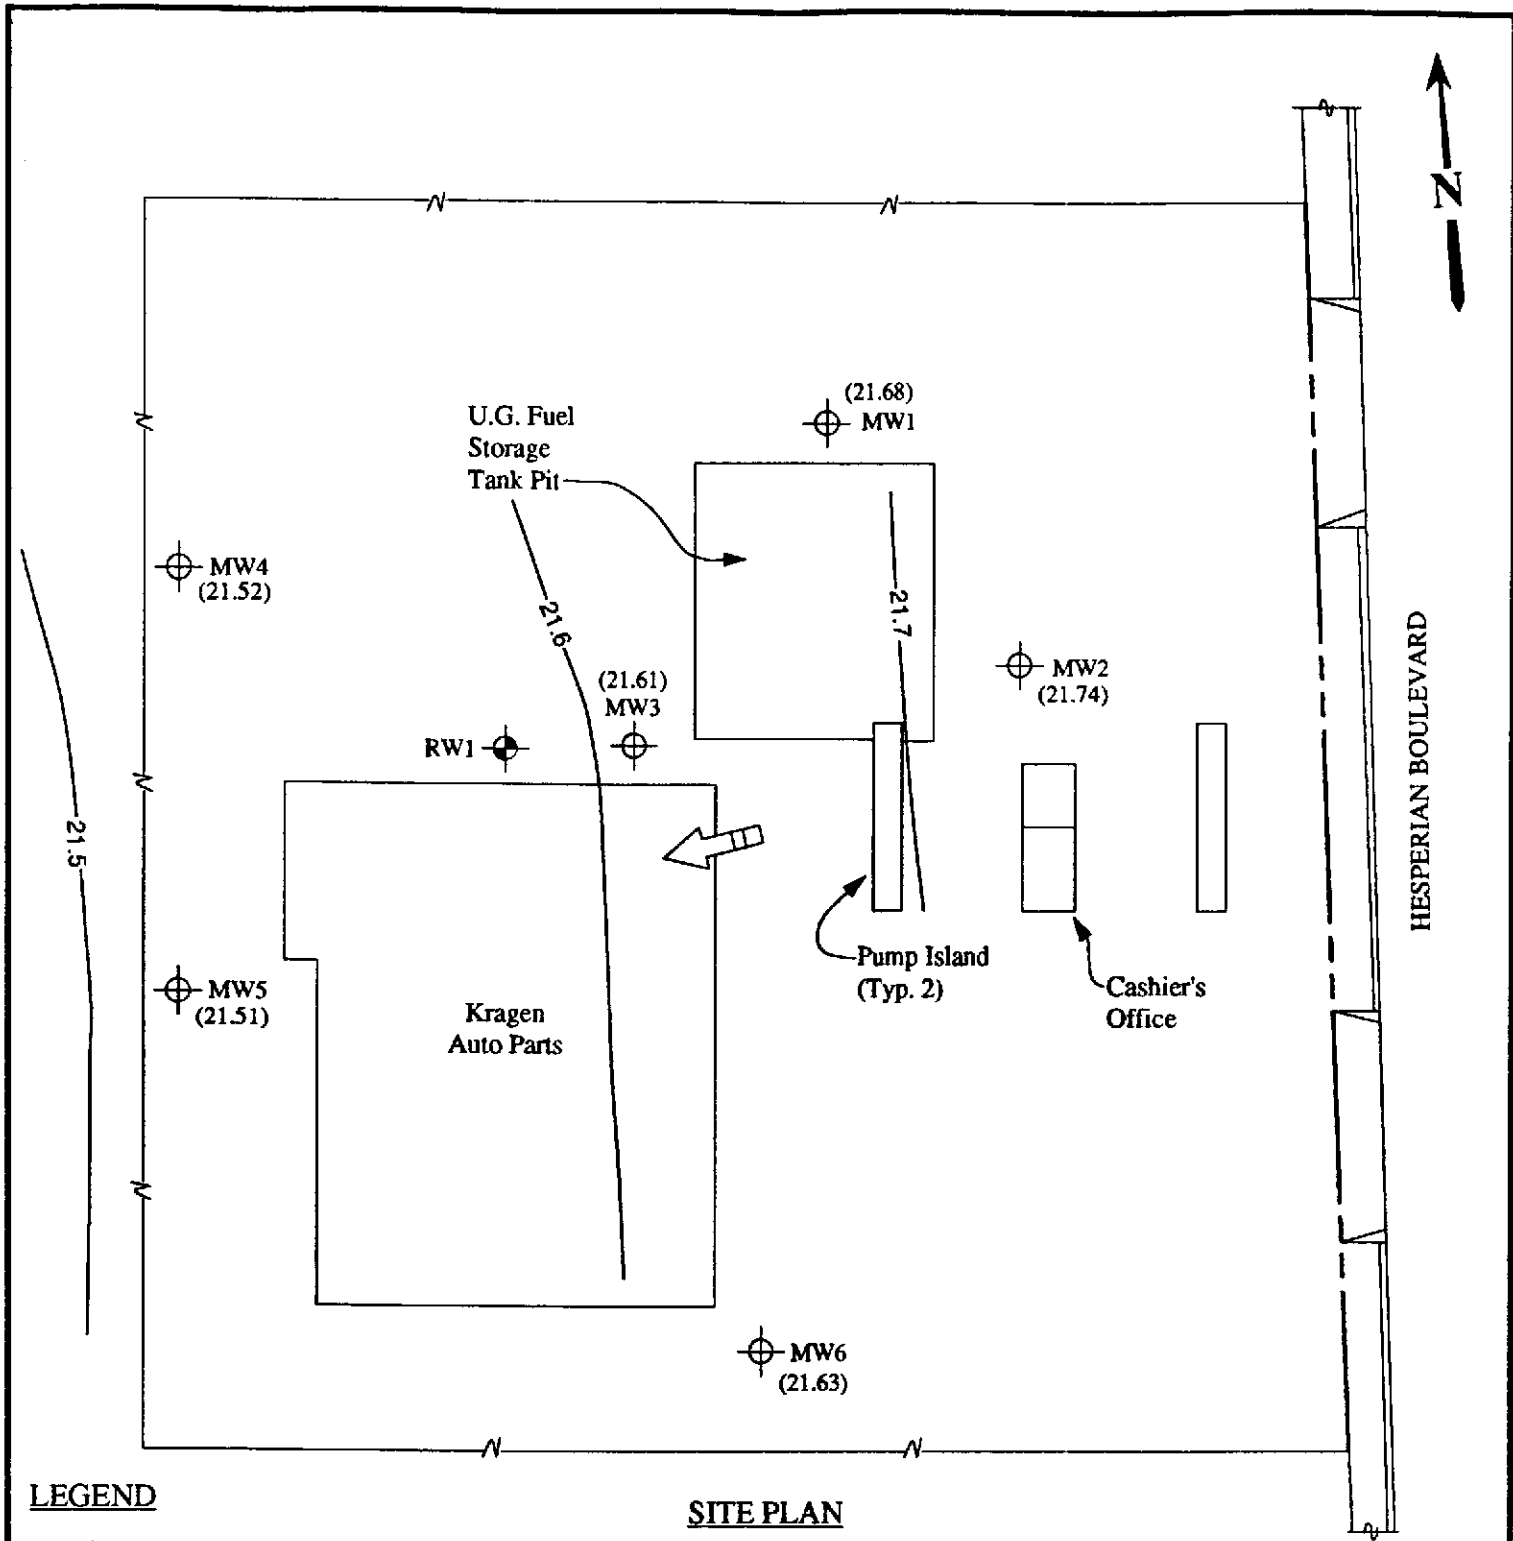 N
(21.68)
MW1
U.G. Fuel
Storage
Tank Pit
MW4
(21.52)
21.6
21.7
(21.61)
MW3
MW2
(21.74)
RW1
21.5
HESPERIAN BOULEVARD
Pump Island
(Typ. 2)
Cashier's
Office
MW5
(21.51)
Kragen
Auto Parts
MW6
(21.63)
LEGEND
SITE PLAN